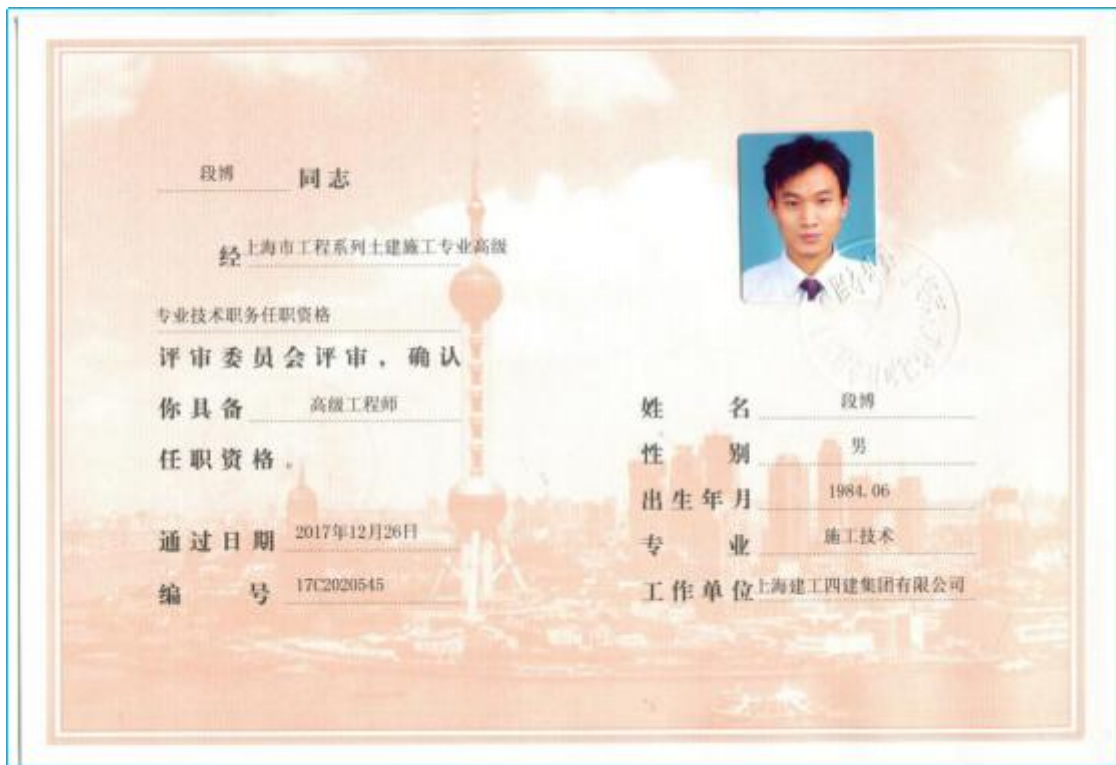 段博 同志
经上海市工程系列土建施工专业高级
专业技术职务任职资格
评审委员会评审，确认
你具备 高级工程师
任职资格。
通过日期 2017年12月26日
编号 17C2020545
姓名 段博
性别 男
出生年月 1984.06
专业 施工技术
工作单位 上海建工四建集团有限公司